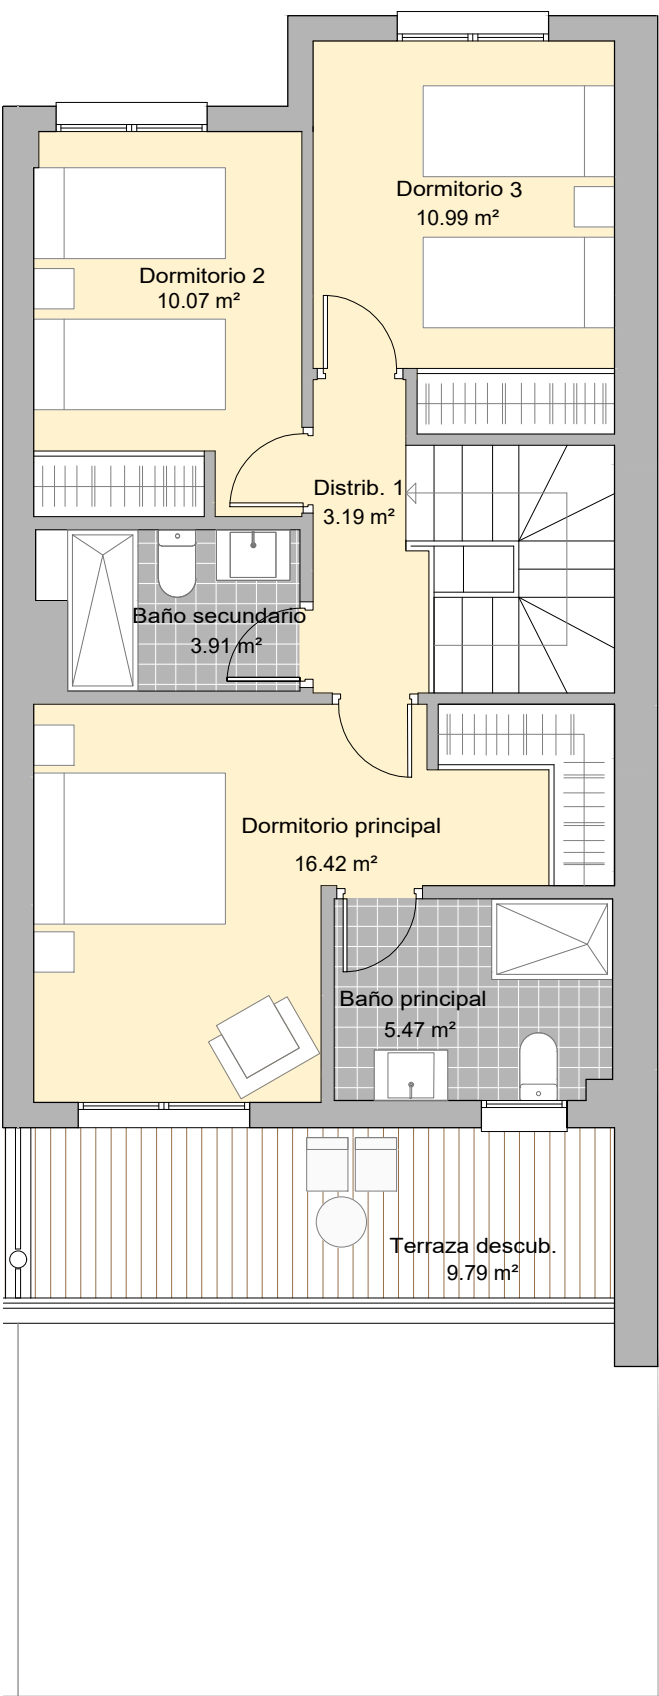 Dormitorio 3
10.99 m²
Dormitorio 2
10.07 m²
Distrib. 1
3.19 m²
Baño secundario
3.91 m²
Dormitorio principal
16.42 m²
Baño principal
5.47 m²
Terraza descub.
9.79 m²